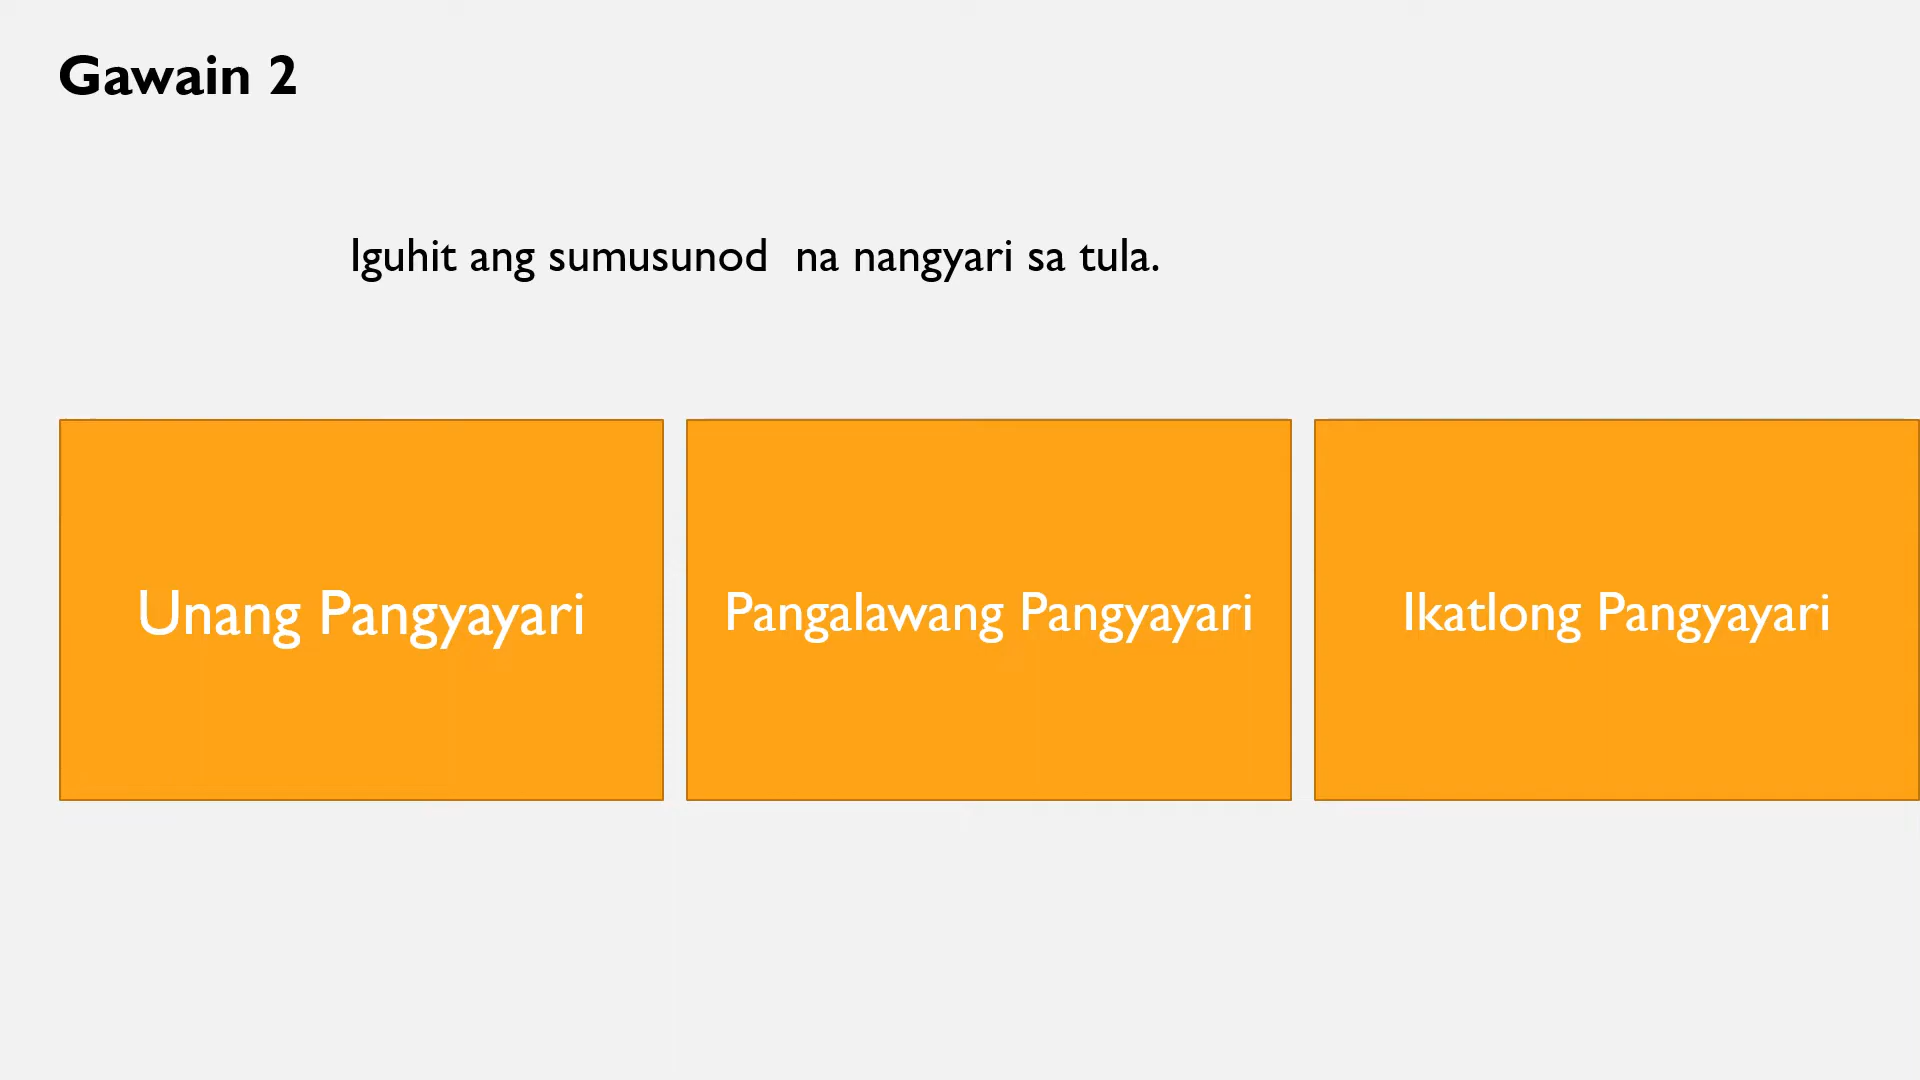 Gawain 2
Iguhit ang sumusunod  na nangyari sa tula.
Unang Pangyayari
Pangalawang Pangyayari
Ikatlong Pangyayari